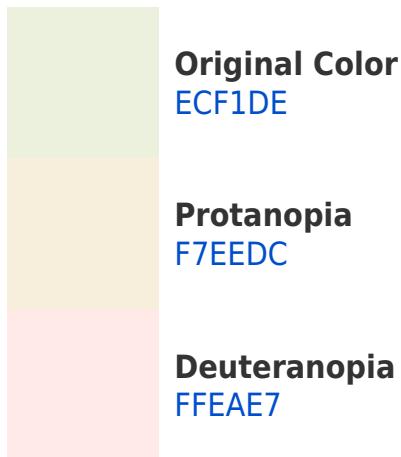 Original Color
ECF1DE
Protanopia
F7EEDC
Deuteranopia
FFEAE7